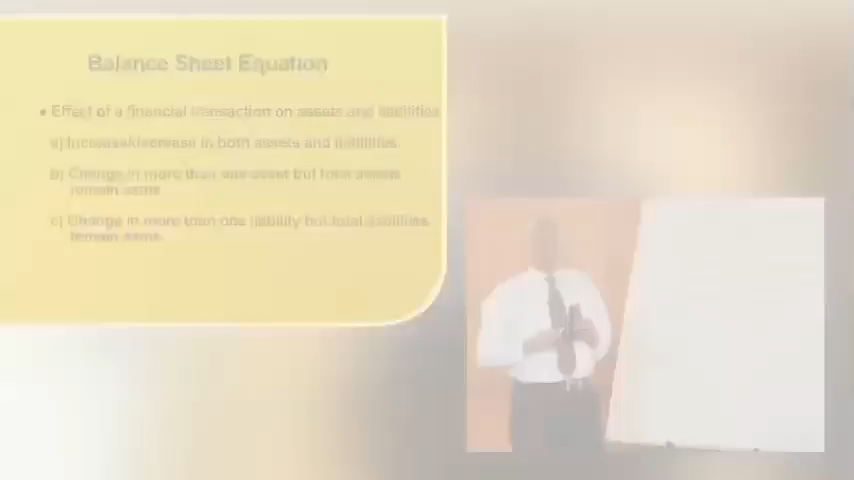 Balance Sheet Equation
• Effect of a financial transaction on assets and liabilities
a) Increase/decrease in both assets and liabilities
b) Change in more than one asset but total assets
remain same
c) Change in more than one liability but total liabilities
remain same